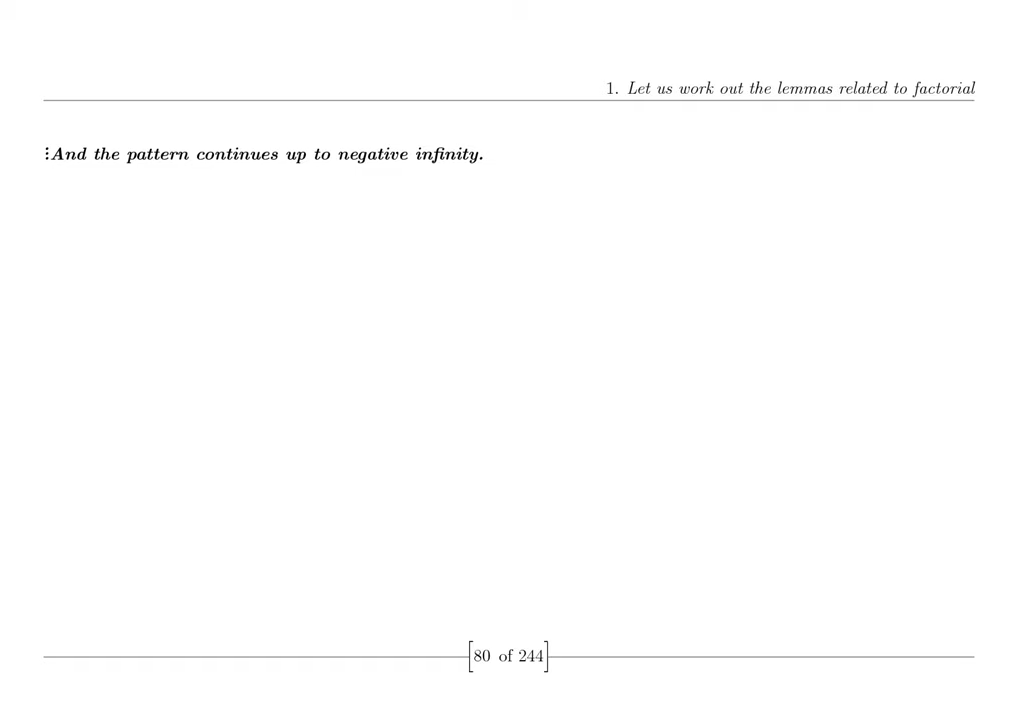 1. Let us work out the lemmas related to factorial
⋮And the pattern continues up to negative infinity.
[80 of 244]